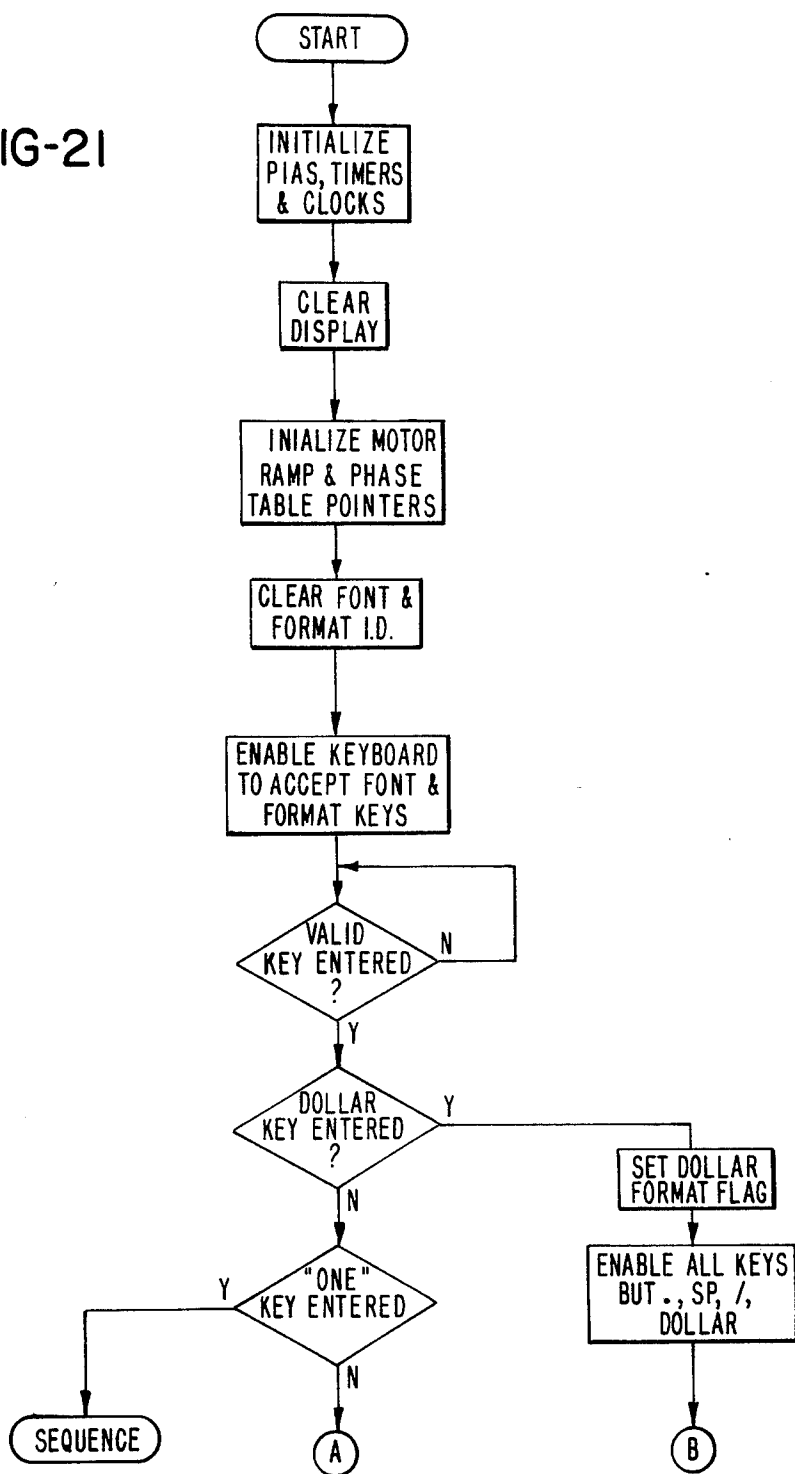 IG-21
START
INITIALIZE
PIAS, TIMERS
& CLOCKS
CLEAR
DISPLAY
INIALIZE MOTOR
RAMP & PHASE
TABLE POINTERS
CLEAR FONT &
FORMAT I.D.
ENABLE KEYBOARD
TO ACCEPT FONT &
FORMAT KEYS
VALID
KEY ENTERED
?
N
Y
DOLLAR
KEY ENTERED
?
Y
N
SET DOLLAR
FORMAT FLAG
"ONE"
KEY ENTERED
Y
N
ENABLE ALL KEYS
BUT ., SP, /,
DOLLAR
SEQUENCE
A
B